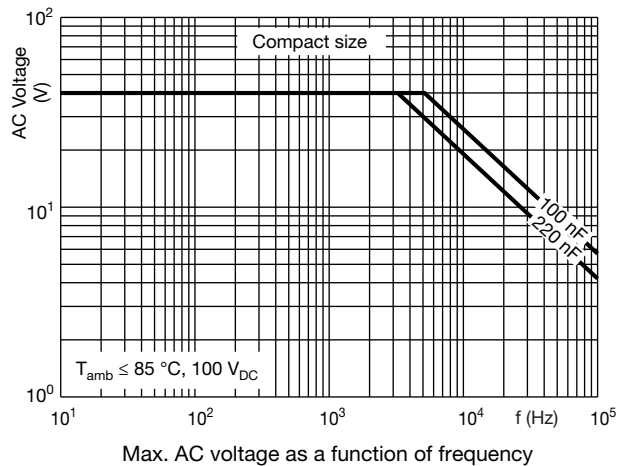 10²
Compact size
AC Voltage
(V)
10¹
100 nF
220 nF
T_amb ≤ 85 °C, 100 V_DC
10⁰
10¹ 10² 10³ 10⁴ f (Hz) 10⁵
Max. AC voltage as a function of frequency